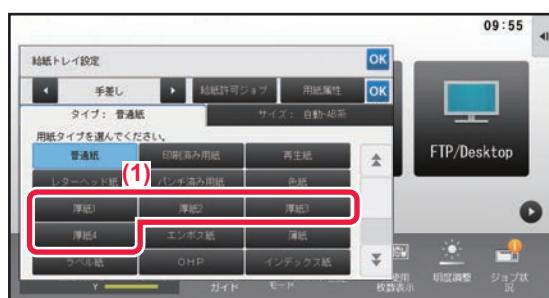 09:55
給紙トレイ設定 OK
手差し 給紙許可ジョブ 用紙属性 OK
タイプ: 普通紙 サイズ: 自動-AB系
用紙タイプを選んでください。
普通紙 印刷済み用紙 再生紙
FTP/Desktop
レターヘッド紙 (1) パンチ済み用紙 色紙
厚紙1 厚紙2 厚紙3
厚紙4 エンボス紙 薄紙
ラベル紙 OHP インデックス紙
Y ガイド モード 枚数表示 明度調整 ジョブ状況